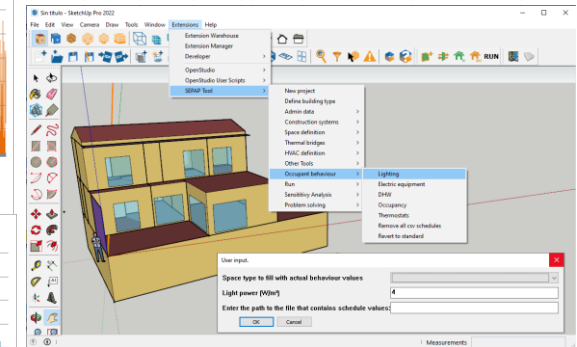 Sin título - SketchUp Pro 2022
File Edit View Camera Draw Tools Window Extensions Help
Extension Warehouse
Extension Manager
Developer
OpenStudio
OpenStudio User Scripts
SEPAP Tool
RUN
New project
Define building type
Admin data
Construction systems
Space definition
Thermal bridges
HVAC definition
Other Tools
Occupant behaviour
Run
Sensitivity Analysis
Problem solving
Lighting
Electric equipment
DHW
Occupancy
Thermostats
Remove all csv schedules
Revert to standard
User input.
Space type to fill with actual behaviour values
Light power (W/m²) 4
Enter the path to the file that contains schedule values:
OK Cancel
Measurements